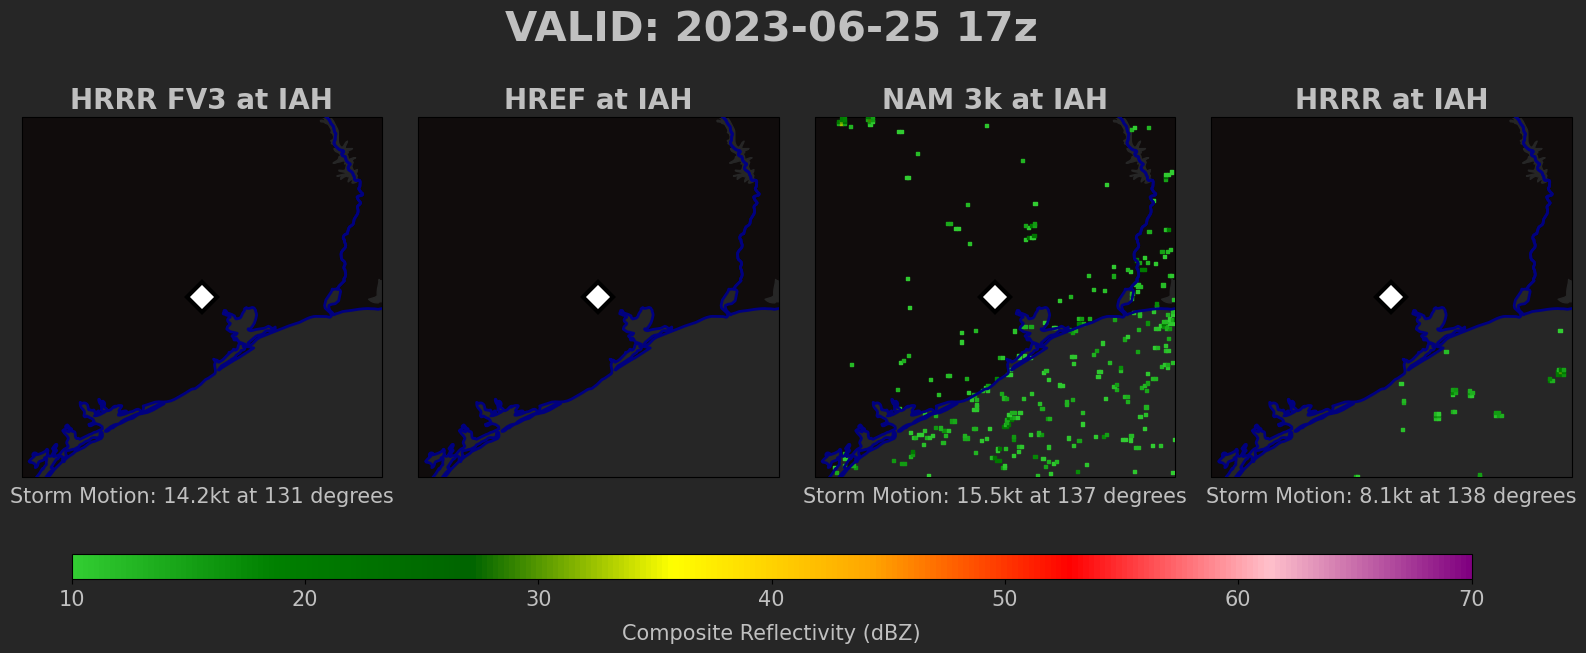 VALID: 2023-06-25 17z
HRRR FV3 at IAH
HREF at IAH
NAM 3k at IAH
HRRR at IAH
Storm Motion: 14.2kt at 131 degrees
Storm Motion: 15.5kt at 137 degrees
Storm Motion: 8.1kt at 138 degrees
10 20 30 40 50 60 70
Composite Reflectivity (dBZ)